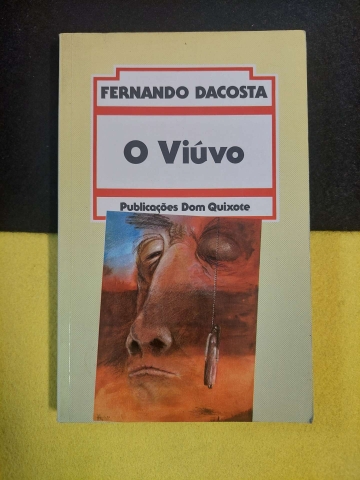 FERNANDO DACOSTA
O Viúvo
Publicações Dom Quixote